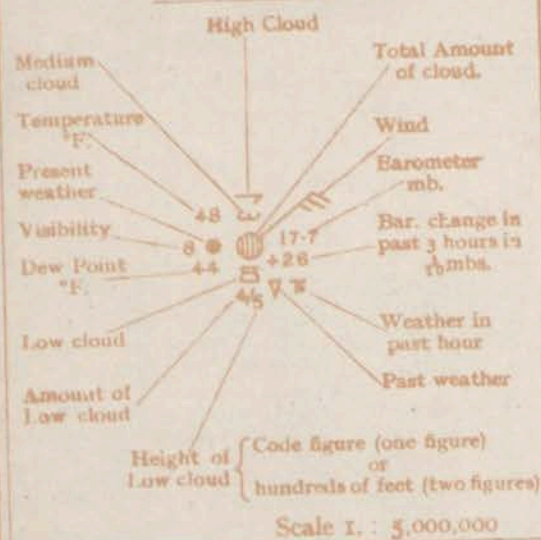 High Cloud
Medium
cloud
Total Amount
of cloud.
Temperature
°F.
Wind
Present
weather
Barometer
mb.
Visibility
Bar. change in
past 3 hours in
1/10 mbs.
Dew Point
°F.
48
8
17.7
+26
44
4/5
Low cloud
Weather in
past hour
Past weather
Amount of
Low cloud
Height of
Low cloud
Code figure (one figure)
or
hundreds of feet (two figures)
Scale 1. : 5,000,000